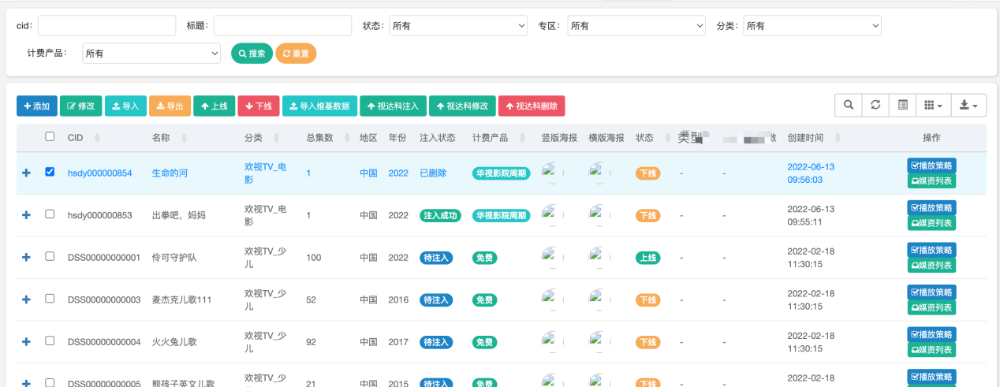 cid： 标题： 状态： 所有 专区： 所有 分类： 所有
计费产品： 所有 搜索 重置
添加 修改 导入 导出 上线 下线 导入维基数据 视达科注入 视达科修改 视达科删除
CID 名称 分类 总集数 地区 年份 注入状态 计费产品 竖版海报 横版海报 状态 类型 数 创建时间 操作
hsdy000000854 生命的河 欢视TV_电影 1 中国 2022 已删除 华视影院周期 下线 - - 2022-06-13 09:56:03 播放策略 媒资列表
hsdy000000853 出拳吧，妈妈 欢视TV_电影 1 中国 2022 注入成功 华视影院周期 下线 - - 2022-06-13 09:55:11 播放策略 媒资列表
DSS00000000001 伶可守护队 欢视TV_少儿 100 中国 2022 待注入 免费 上线 - - 2022-02-18 11:30:15 播放策略 媒资列表
DSS00000000003 麦杰克儿歌111 欢视TV_少儿 52 中国 2016 待注入 免费 下线 - - 2022-02-18 11:30:15 播放策略 媒资列表
DSS00000000004 火火兔儿歌 欢视TV_少儿 92 中国 2017 待注入 免费 下线 - - 2022-02-18 11:30:15 播放策略 媒资列表
DSS00000000005 熊孩子英文儿歌 欢视TV_少 21 中国 2015 待注入 免费 下线 - - 2022-02-18 播放策略